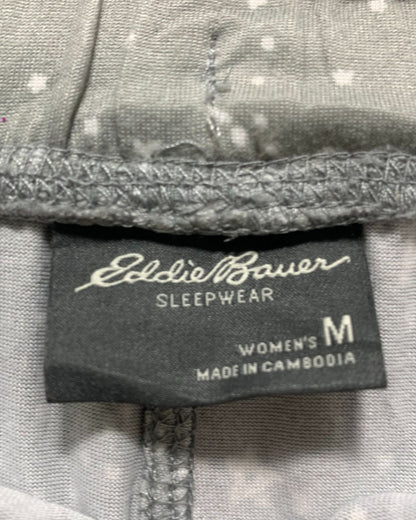 Eddie Bauer
SLEEPWEAR
WOMEN'S M
MADE IN CAMBODIA